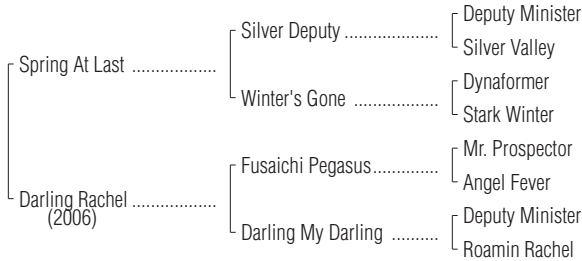 Deputy Minister
Silver Deputy ...................
Silver Valley
Spring At Last .................
Dynaformer
Winter's Gone .................
Stark Winter
Mr. Prospector
Fusaichi Pegasus.............
Angel Fever
Darling Rachel .................
(2006)
Deputy Minister
Darling My Darling ..........
Roamin Rachel